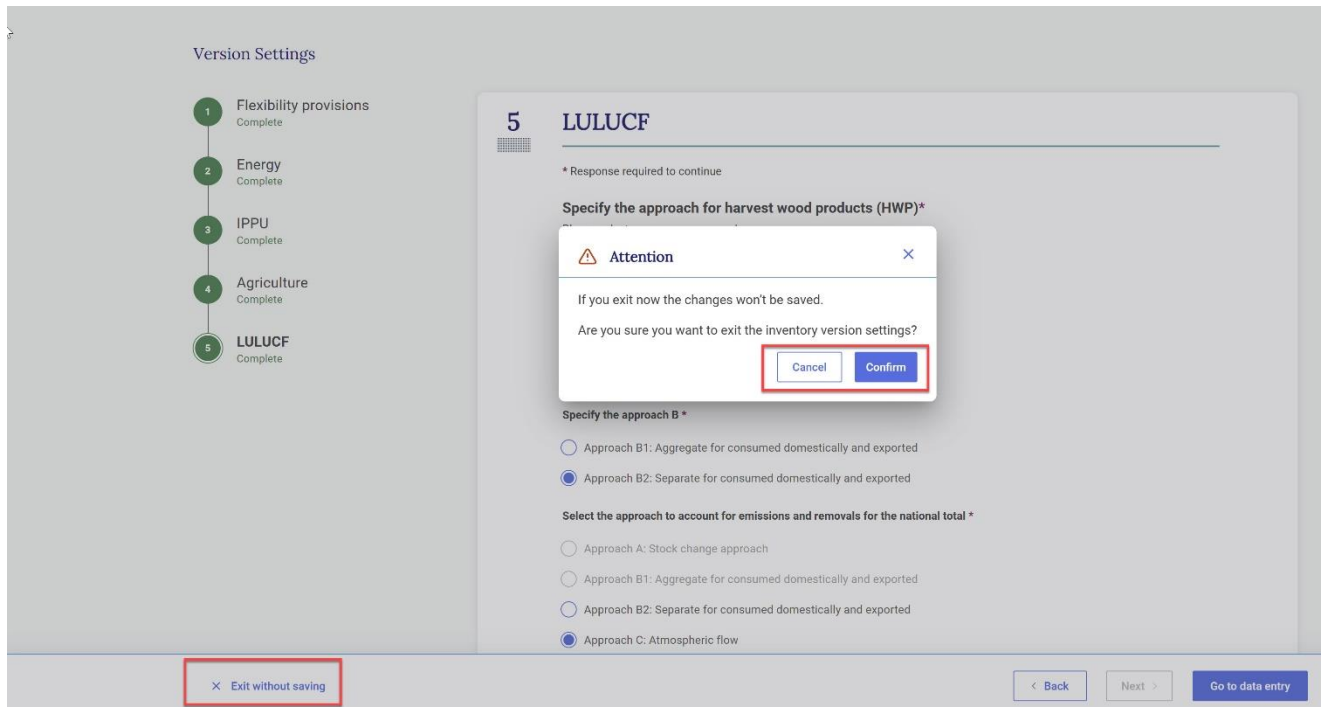 Version Settings
1
Flexibility provisions
Complete
2
Energy
Complete
3
IPPU
Complete
4
Agriculture
Complete
5
LULUCF
Complete
5 LULUCF
* Response required to continue
Specify the approach for harvest wood products (HWP)*
Attention
If you exit now the changes won't be saved.
Are you sure you want to exit the inventory version settings?
Cancel Confirm
Specify the approach B *
Approach B1: Aggregate for consumed domestically and exported
Approach B2: Separate for consumed domestically and exported
Select the approach to account for emissions and removals for the national total *
Approach A: Stock change approach
Approach B1: Aggregate for consumed domestically and exported
Approach B2: Separate for consumed domestically and exported
Approach C: Atmospheric flow
× Exit without saving < Back Next > Go to data entry